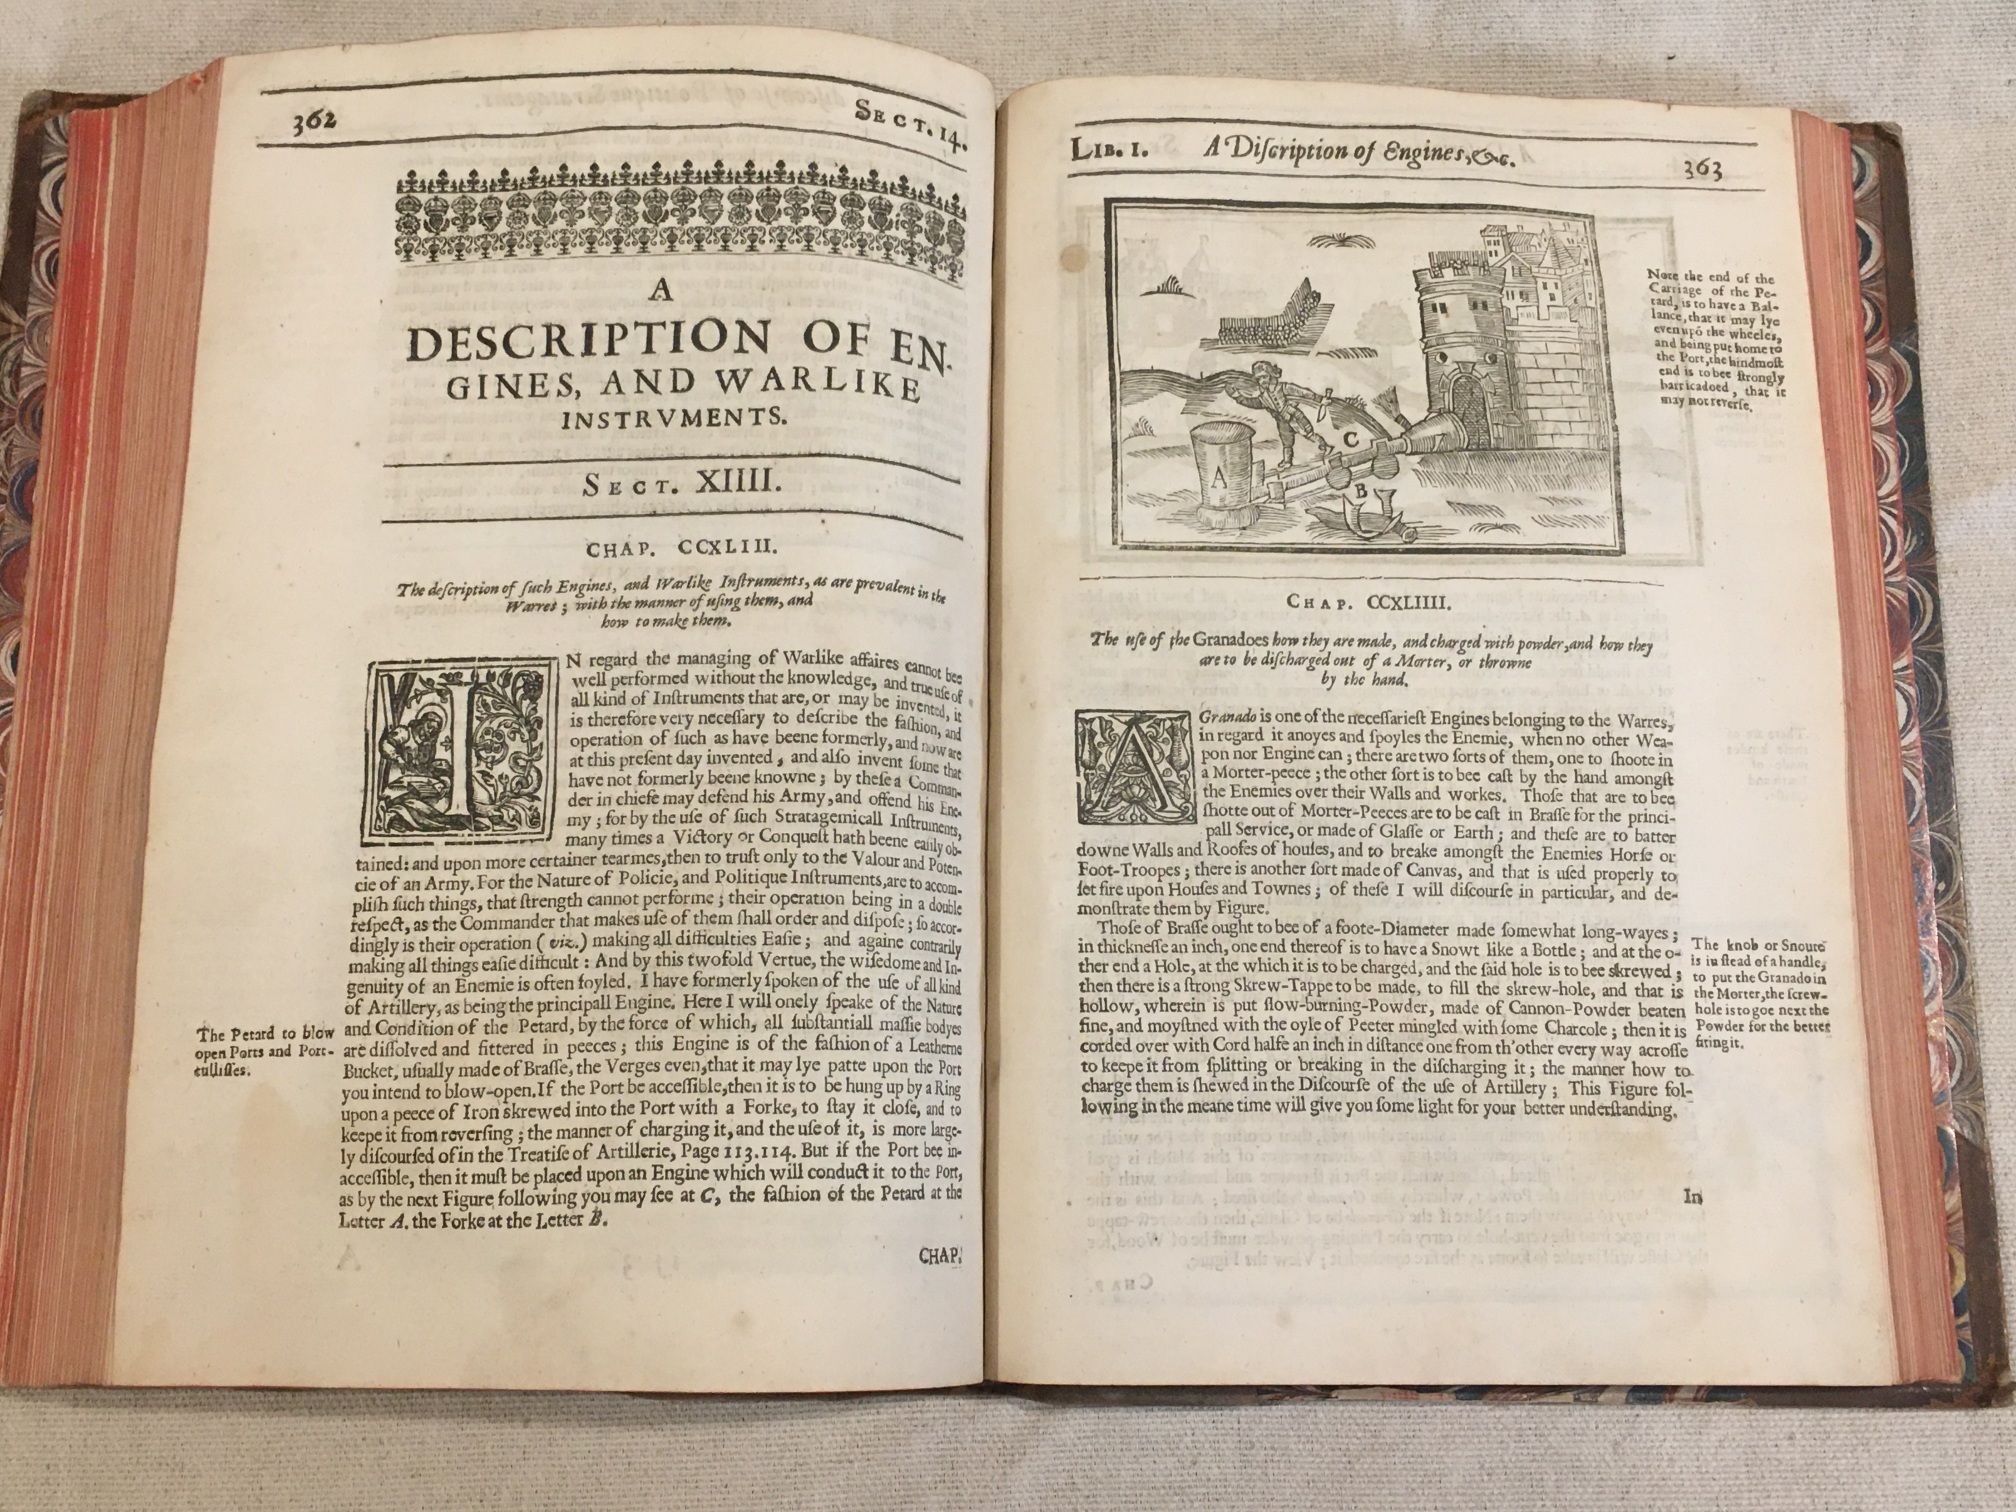 362
SECT. 14.
A
DESCRIPTION OF EN-
GINES, AND WARLIKE
INSTRVMENTS.
SECT. XIIII.
CHAP. CCXLIII.
The deſcription of ſuch Engines, and Warlike Inſtruments, as are prevalent in the
Warres; with the manner of uſing them, and
how to make them.
IN regard the managing of Warlike affaires cannot bee
well performed without the knowledge, and true uſe of
all kind of Inſtruments that are, or may be invented, it
is therefore very neceſſary to deſcribe the faſhion, and
operation of ſuch as have beene formerly, and now are
at this preſent day invented, and alſo invent ſome that
have not formerly beene knowne; by theſe a Comman-
der in chiefe may defend his Army, and offend his Ene-
my; for by the uſe of ſuch Stratagemicall Inſtruments,
many times a Victory or Conqueſt hath beene eaſily ob-
tained: and upon more certainer tearmes, then to truſt only to the Valour and Poten-
cie of an Army. For the Nature of Policie, and Politique Inſtruments, are to accom-
pliſh ſuch things, that ſtrength cannot performe; their operation being in a double
reſpect, as the Commander that makes uſe of them ſhall order and diſpoſe; ſo accor-
dingly is their operation (viz.) making all difficulties Eaſie; and againe contrarily
making all things eaſie difficult: And by this twofold Vertue, the wiſedome and In-
genuity of an Enemie is often foyled. I have formerly ſpoken of the uſe of all kind
of Artillery, as being the principall Engine. Here I will onely ſpeake of the Nature
and Condition of the Petard, by the force of which, all ſubſtantiall maſſie bodyes
are diſſolved and fittered in peeces; this Engine is of the faſhion of a Leatherne
Bucket, uſually made of Braſſe, the Verges even, that it may lye patte upon the Port
you intend to blow-open. If the Port be acceſſible, then it is to be hung up by a Ring
upon a peece of Iron skrewed into the Port with a Forke, to ſtay it cloſe, and to
keepe it from reverſing; the manner of charging it, and the uſe of it, is more large-
ly diſcourſed of in the Treatiſe of Artillerie, Page 113.114. But if the Port bee in-
acceſſible, then it muſt be placed upon an Engine which will conduct it to the Port,
as by the next Figure following you may ſee at C, the faſhion of the Petard at the
Letter A. the Forke at the Letter B.
The Petard to blow
open Ports and Port-
culliſſes.
CHAP.
LIB. I.
A Diſcription of Engines, &c.
363
A
B
C
Note the end of the
Carriage of the Pe-
tard, is to have a Bal-
lance, that it may lye
even upō the wheeles,
and being put home to
the Port, the hindmoſt
end is to bee ſtrongly
barricadoed, that it
may not reverſe.
CHAP. CCXLIIII.
The uſe of the Granadoes how they are made, and charged with powder, and how they
are to be diſcharged out of a Morter, or throwne
by the hand.
A Granado is one of the neceſſarieſt Engines belonging to the Warres,
in regard it anoyes and ſpoyles the Enemie, when no other Wea-
pon nor Engine can; there are two ſorts of them, one to ſhoote in
a Morter-peece; the other ſort is to bee caſt by the hand amongſt
the Enemies over their Walls and workes. Thoſe that are to bee
ſhotte out of Morter-Peeces are to be caſt in Braſſe for the princi-
pall Service, or made of Glaſſe or Earth; and theſe are to batter
downe Walls and Roofes of houſes, and to breake amongſt the Enemies Horſe or
Foot-Troopes; there is another ſort made of Canvas, and that is uſed properly to
ſet fire upon Houſes and Townes; of theſe I will diſcourſe in particular, and de-
monſtrate them by Figure.
Thoſe of Braſſe ought to bee of a foote-Diameter made ſomewhat long-wayes;
in thickneſſe an inch, one end thereof is to have a Snowt like a Bottle; and at the o-
ther end a Hole, at the which it is to be charged, and the ſaid hole is to bee skrewed;
then there is a ſtrong Skrew-Tappe to be made, to fill the skrew-hole, and that is
hollow, wherein is put ſlow-burning-Powder, made of Cannon-Powder beaten
fine, and moyſtned with the oyle of Peeter mingled with ſome Charcole; then it is
corded over with Cord halfe an inch in diſtance one from th'other every way acroſſe
to keepe it from ſplitting or breaking in the diſcharging it; the manner how to
charge them is ſhewed in the Diſcourſe of the uſe of Artillery; This Figure fol-
lowing in the meane time will give you ſome light for your better underſtanding.
The knob or Snoute
is in ſtead of a handle,
to put the Granado in
the Morter, the ſcrew-
hole is to goe next the
Powder for the better
firing it.
In